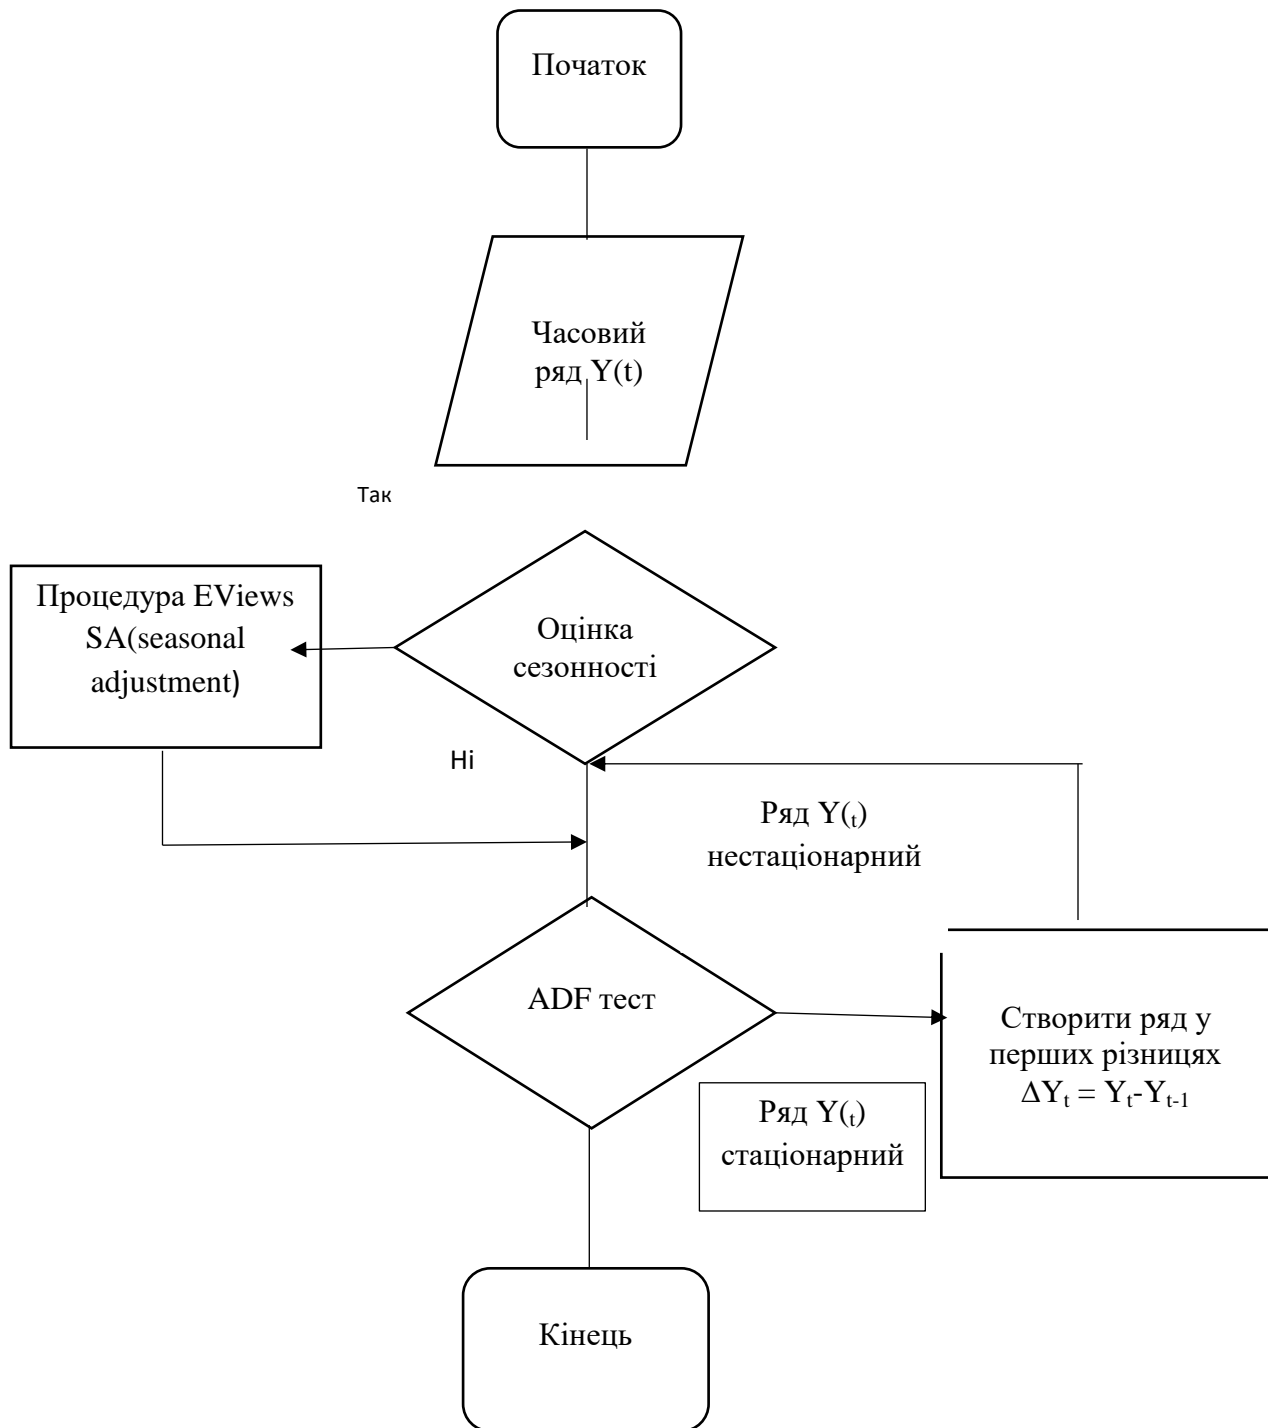 Початок
Часовий
ряд Y(t)
Так
Процедура EViews
SA(seasonal
adjustment)
Оцінка
сезонності
Ні
Ряд Y(ₜ)
нестаціонарний
ADF тест
Створити ряд у
перших різницях
ΔYₜ = Yₜ-Yₜ₋₁
Ряд Y(ₜ)
стаціонарний
Кінець